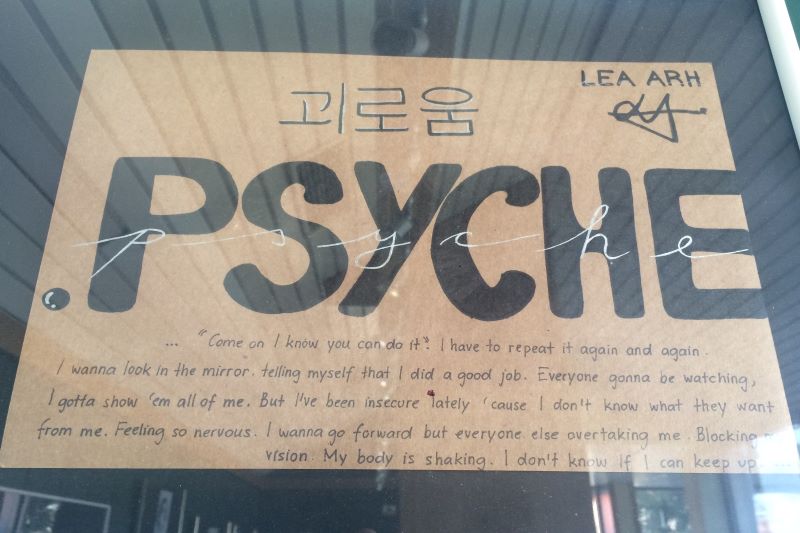 LEA ARH
괴로움
.PSYCHE
psyche
... "Come on I know you can do it". I have to repeat it again and again.
I wanna look in the mirror. telling myself that I did a good job. Everyone gonna be watching,
I gotta show 'em all of me. But I've been insecure lately 'cause I don't know what they want
from me. Feeling so nervous. I wanna go forward but everyone else overtaking me. Blocking
vision. My body is shaking. I don't know if I can keep up. ...